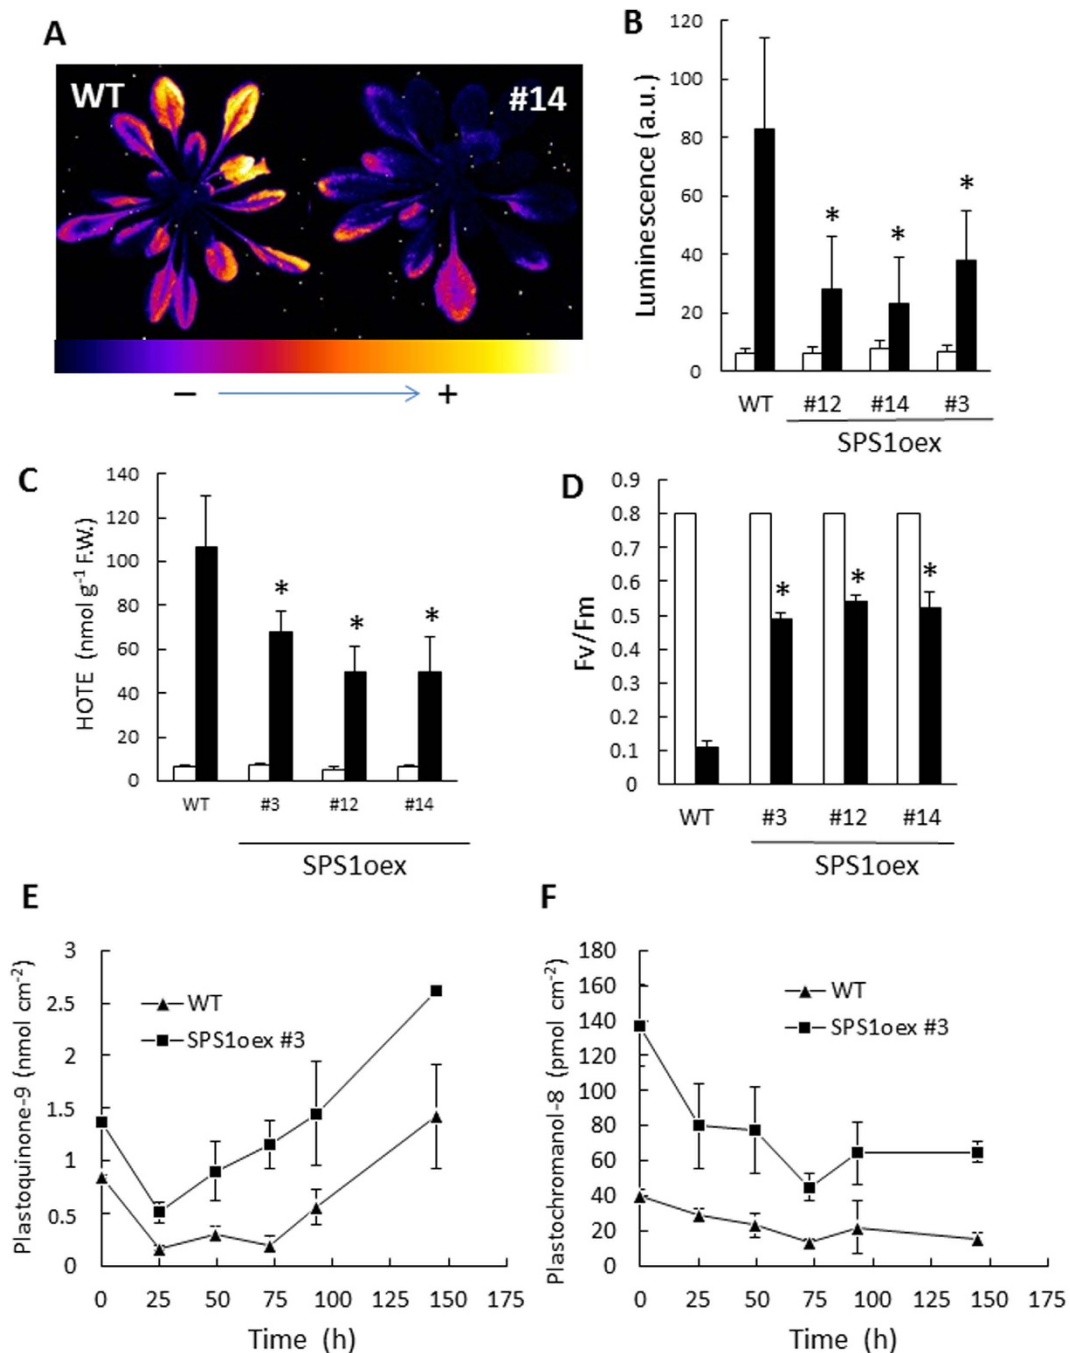 A
WT
#14
− +
B
Luminescence (a.u.)
120
100
80
60
40
20
0
* * *
WT #12 #14 #3
SPS1oex
C
HOTE (nmol g⁻¹ F.W.)
140
120
100
80
60
40
20
0
* * *
WT #3 #12 #14
SPS1oex
D
Fv/Fm
0.9
0.8
0.7
0.6
0.5
0.4
0.3
0.2
0.1
0
* * *
WT #3 #12 #14
SPS1oex
E
Plastoquinone-9 (nmol cm⁻²)
3
2.5
2
1.5
1
0.5
0
WT
SPS1oex #3
0 25 50 75 100 125 150 175
Time (h)
F
Plastochromanol-8 (pmol cm⁻²)
180
160
140
120
100
80
60
40
20
0
WT
SPS1oex #3
0 25 50 75 100 125 150 175
Time (h)